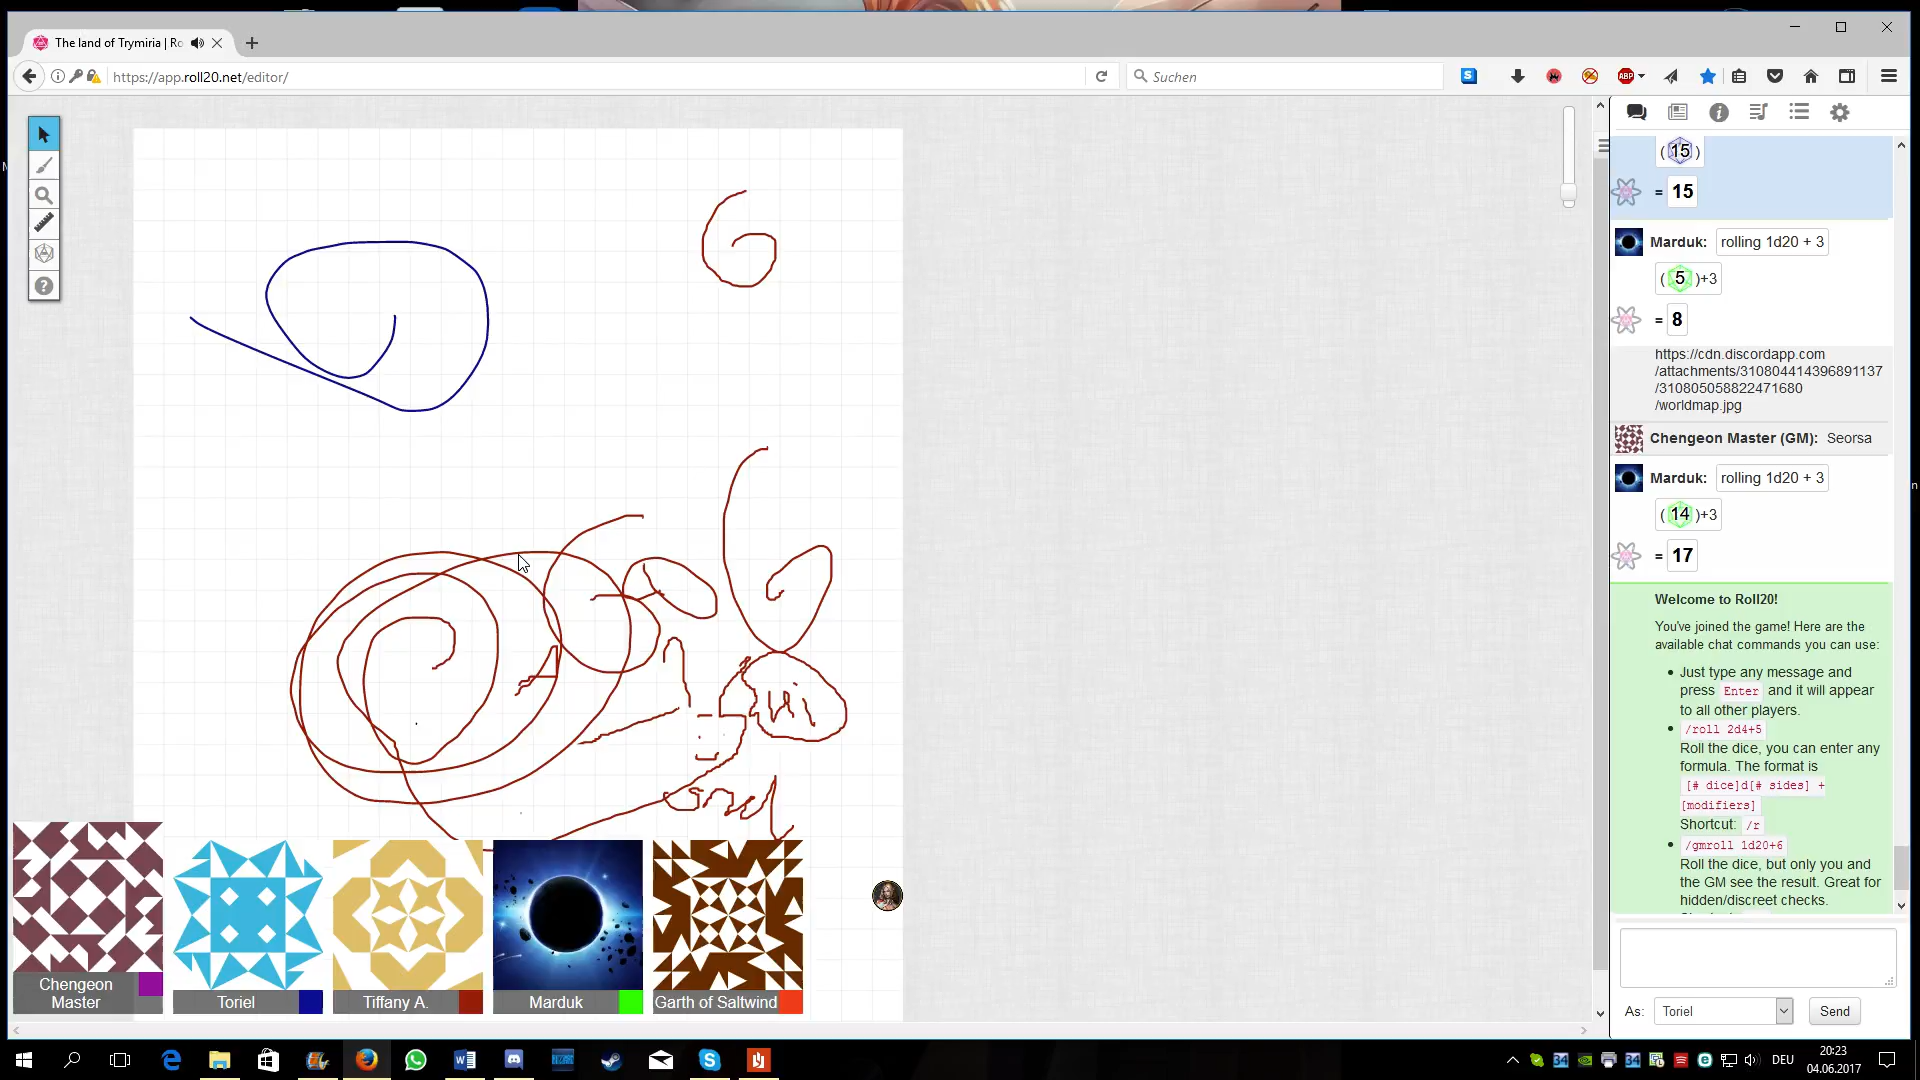 The land of Trymiria | Ro
https://app.roll20.net/editor/
Suchen
ABP
(15)
= 15
Marduk: rolling 1d20 + 3
(5)+3
= 8
https://cdn.discordapp.com
/attachments/310804414396891137
/310805058822471680
/worldmap.jpg
Chengeon Master (GM): Seorsa
Marduk: rolling 1d20 + 3
(14)+3
= 17
Welcome to Roll20!
You've joined the game! Here are the
available chat commands you can use:
Just type any message and
press Enter and it will appear
to all other players.
/roll 2d4+5
Roll the dice, you can enter any
formula. The format is
[# dice]d[# sides] +
[modifiers]
Shortcut: /r
/gmroll 1d20+6
Roll the dice, but only you and
the GM see the result. Great for
hidden/discreet checks.
As: Toriel
Send
Chengeon
Master
Toriel
Tiffany A.
Marduk
Garth of Saltwind
34
34
DEU
20:23
04.06.2017